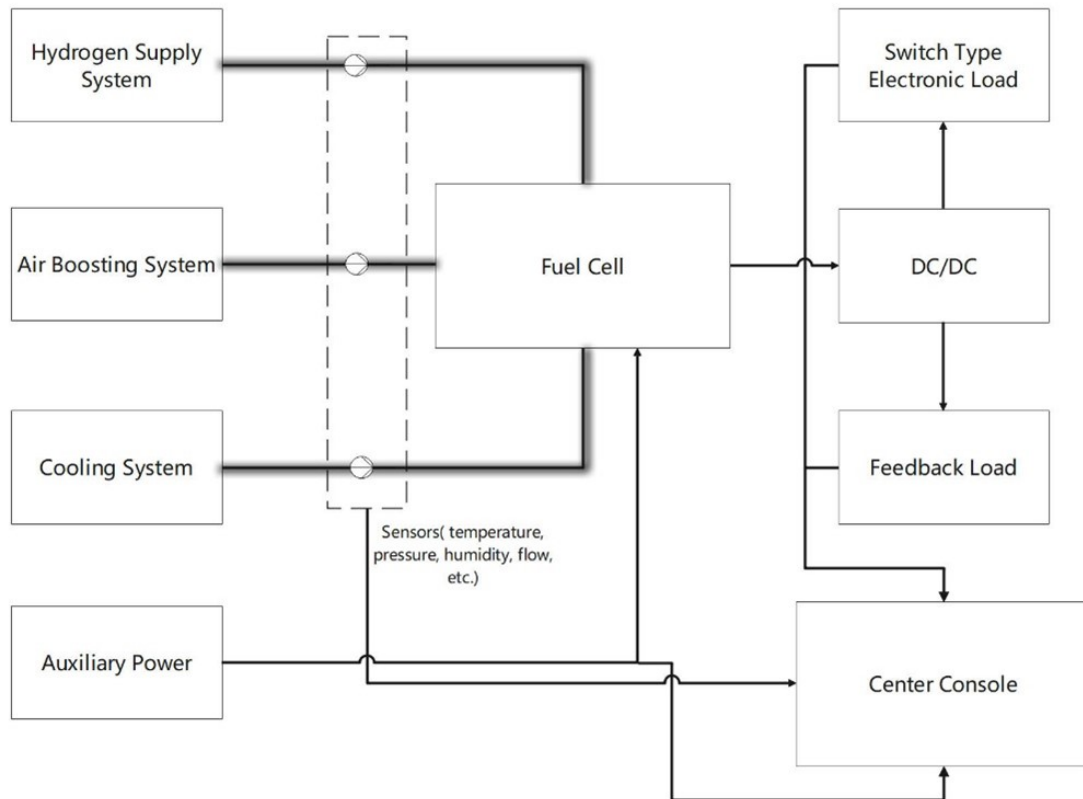 Hydrogen Supply
System
Switch Type
Electronic Load
Air Boosting System
Fuel Cell
DC/DC
Cooling System
Feedback Load
Sensors( temperature,
pressure, humidity, flow,
etc.)
Auxiliary Power
Center Console